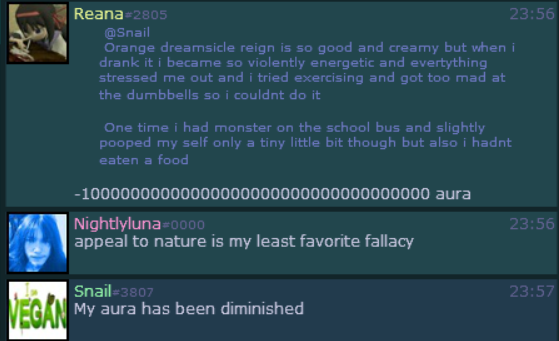 Reana#2805 23:56
@Snail
Orange dreamsicle reign is so good and creamy but when i
drank it i became so violently energetic and evertything
stressed me out and i tried exercising and got too mad at
the dumbbells so i couldnt do it
One time i had monster on the school bus and slightly
pooped my self only a tiny little bit though but also i hadnt
eaten a food
-10000000000000000000000000000000000 aura
Nightlyluna#0000 23:56
appeal to nature is my least favorite fallacy
I am
VEGAN
Snail#3807 23:57
My aura has been diminished